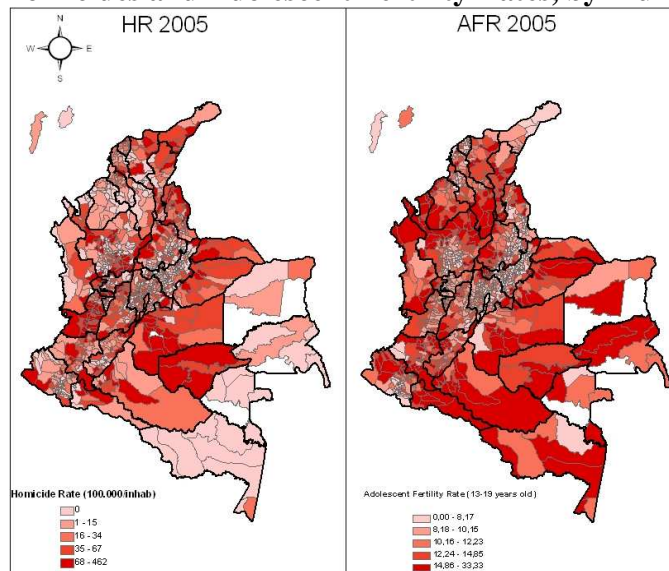 HR 2005
AFR 2005
N
W E
S
Homicide Rate (100.000/inhab)
0
1 - 15
16 - 34
35 - 67
68 - 462
Adolescent Fertility Rate (13-19 years old)
0,00 - 8,17
8,18 - 10,15
10,16 - 12,23
12,24 - 14,85
14,86 - 33,33